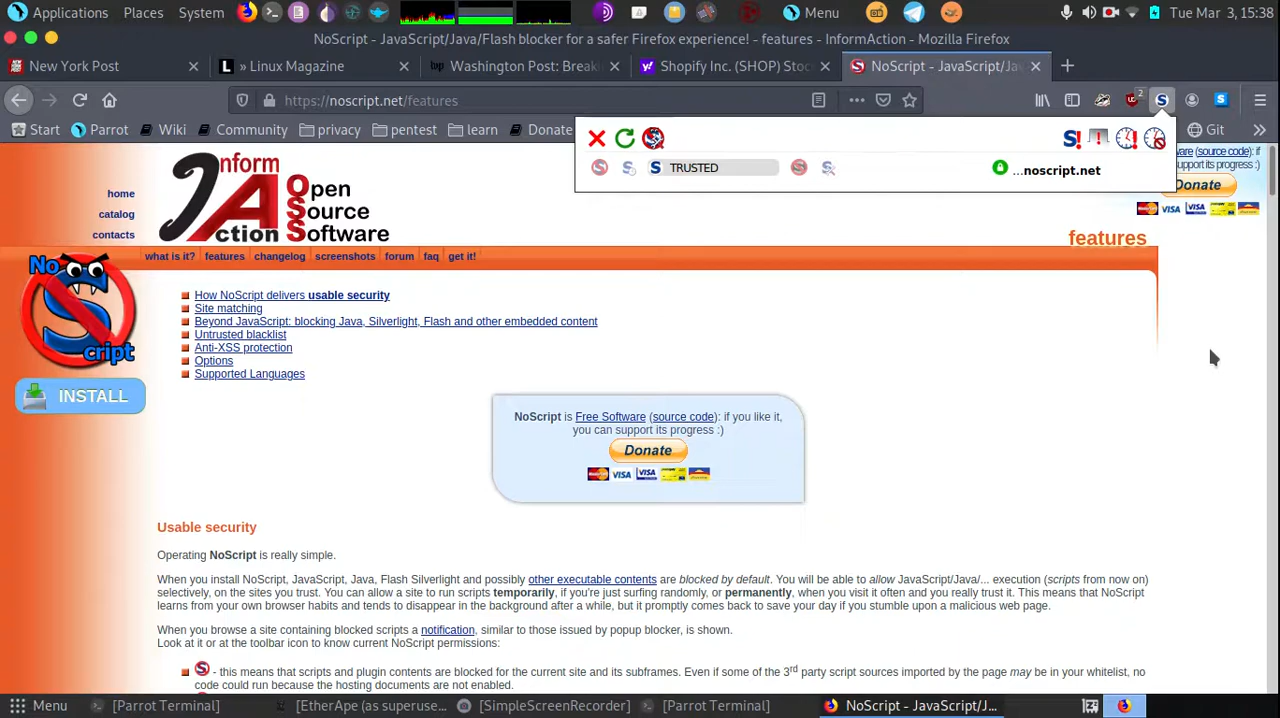 Applications Places System Menu Tue Mar 3, 15:38
NoScript - JavaScript/Java/Flash blocker for a safer Firefox experience! - features - InformAction - Mozilla Firefox
New York Post
» Linux Magazine
Washington Post: Break
Shopify Inc. (SHOP) Stoc
NoScript - JavaScript/Ja
https://noscript.net/features
2
Start Parrot Wiki Community privacy pentest learn Donate Git
TRUSTED
...noscript.net
(source code): if
support its progress :)
Donate
Inform
Action
Open
Source
Software
home
catalog
contacts
features
what is it? features changelog screenshots forum faq get it!
No
Script
INSTALL
How NoScript delivers usable security
Site matching
Beyond JavaScript: blocking Java, Silverlight, Flash and other embedded content
Untrusted blacklist
Anti-XSS protection
Options
Supported Languages
NoScript is Free Software (source code): if you like it,
you can support its progress :)
Donate
VISA
Usable security
Operating NoScript is really simple.
When you install NoScript, JavaScript, Java, Flash Silverlight and possibly other executable contents are blocked by default. You will be able to allow JavaScript/Java/... execution (scripts from now on)
selectively, on the sites you trust. You can allow a site to run scripts temporarily, if you're just surfing randomly, or permanently, when you visit it often and you really trust it. This means that NoScript
learns from your own browser habits and tends to disappear in the background after a while, but it promptly comes back to save your day if you stumble upon a malicious web page.
When you browse a site containing blocked scripts a notification, similar to those issued by popup blocker, is shown.
Look at it or at the toolbar icon to know current NoScript permissions:
- this means that scripts and plugin contents are blocked for the current site and its subframes. Even if some of the 3rd party script sources imported by the page may be in your whitelist, no
code could run because the hosting documents are not enabled.
Menu [Parrot Terminal] [EtherApe (as superuse... [SimpleScreenRecorder] [Parrot Terminal] NoScript - JavaScript/J...